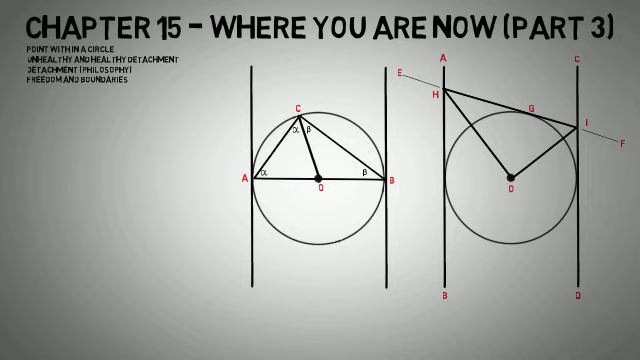 CHAPTER 15 - WHERE YOU ARE NOW (PART 3)
POINT WITHIN A CIRCLE
UNHEALTHY AND HEALTHY DETACHMENT
DETACHMENT (PHILOSOPHY)
FREEDOM AND BOUNDARIES
A C
E
H
C G
I
α β F
A α β B
O O
B D